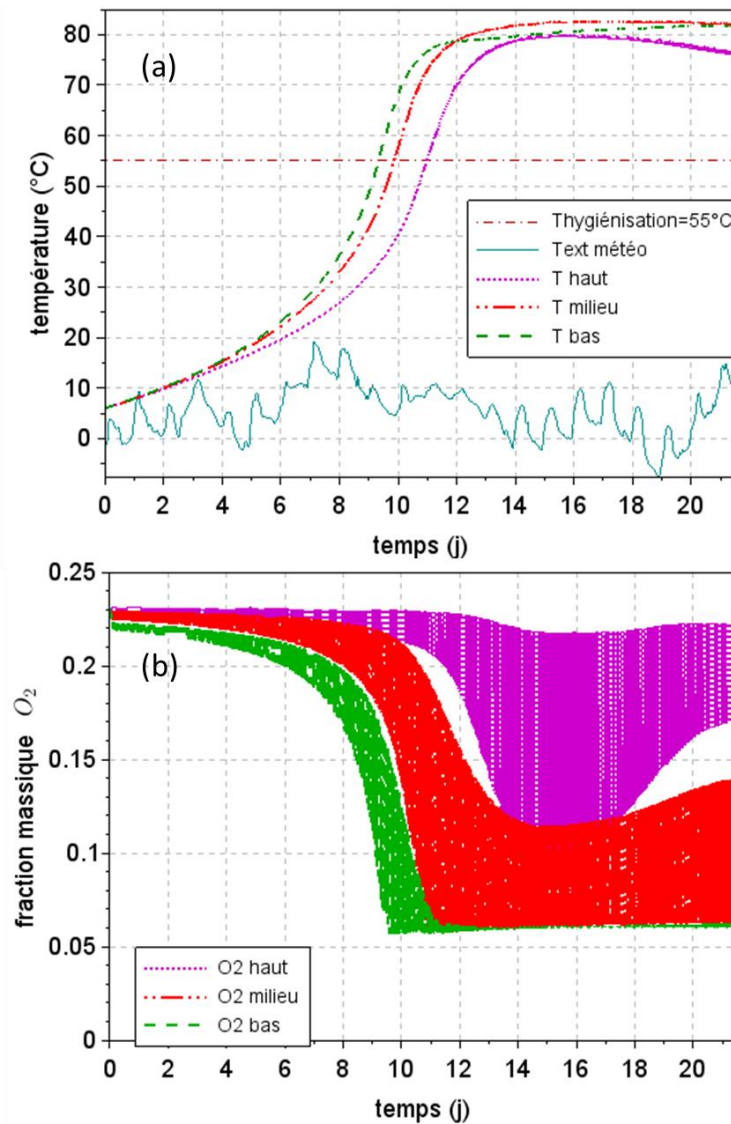 80
70
60
50
40
30
20
10
0
température (°C)
(a)
Thygiénisation=55°C
Text météo
T haut
T milieu
T bas
0 2 4 6 8 10 12 14 16 18 20
temps (j)
0.25
0.2
0.15
0.1
0.05
0
fraction massique O₂
(b)
O2 haut
O2 milieu
O2 bas
0 2 4 6 8 10 12 14 16 18 20
temps (j)